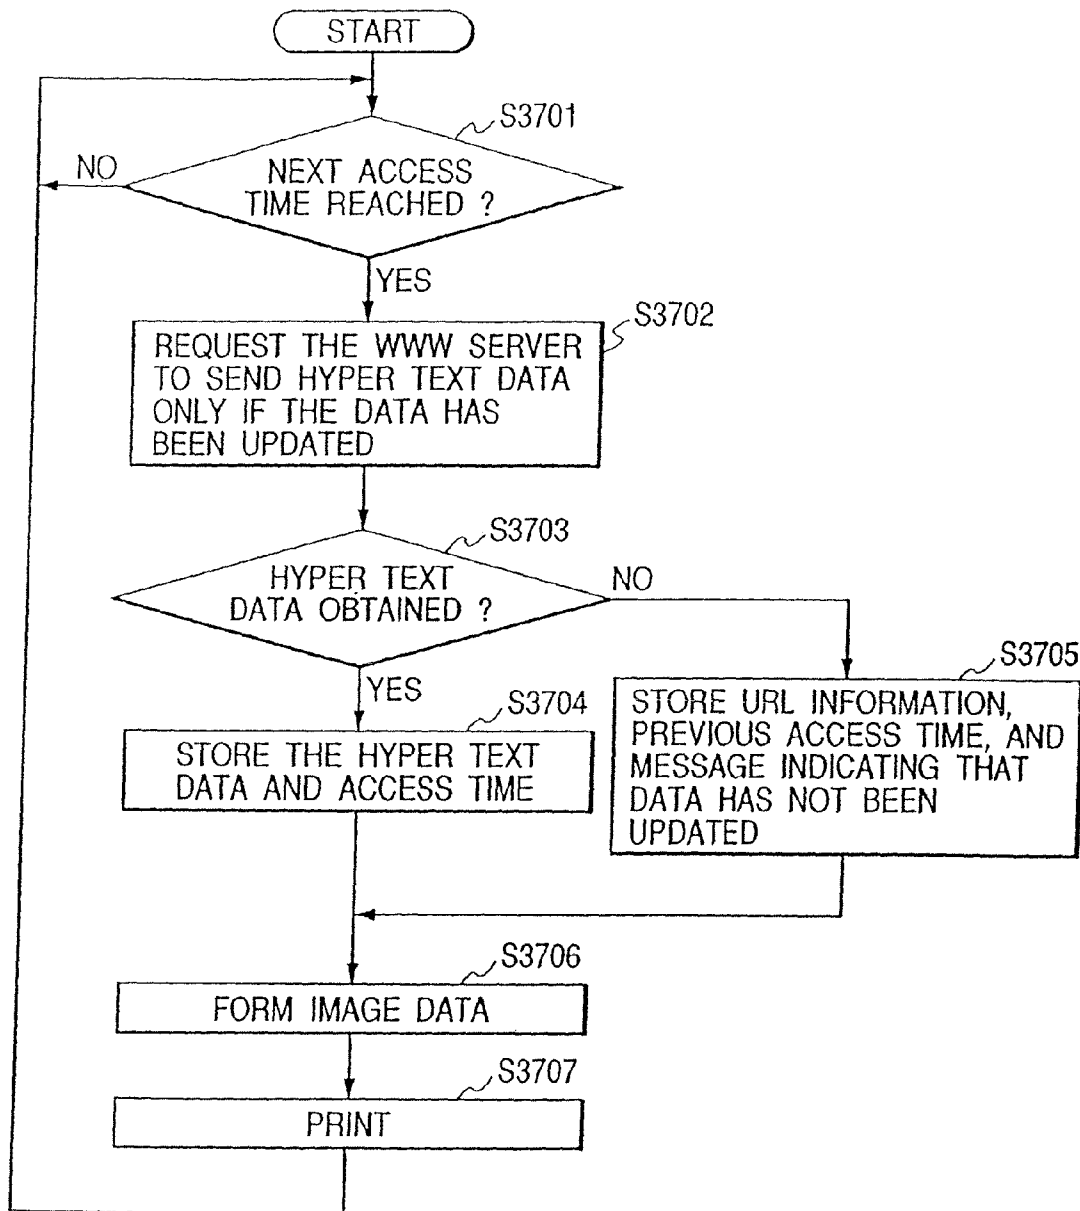 START
S3701
NEXT ACCESS
TIME REACHED ?
NO
YES
S3702
REQUEST THE WWW SERVER
TO SEND HYPER TEXT DATA
ONLY IF THE DATA HAS
BEEN UPDATED
S3703
HYPER TEXT
DATA OBTAINED ?
NO
YES
S3704
STORE THE HYPER TEXT
DATA AND ACCESS TIME
S3705
STORE URL INFORMATION,
PREVIOUS ACCESS TIME, AND
MESSAGE INDICATING THAT
DATA HAS NOT BEEN
UPDATED
S3706
FORM IMAGE DATA
S3707
PRINT